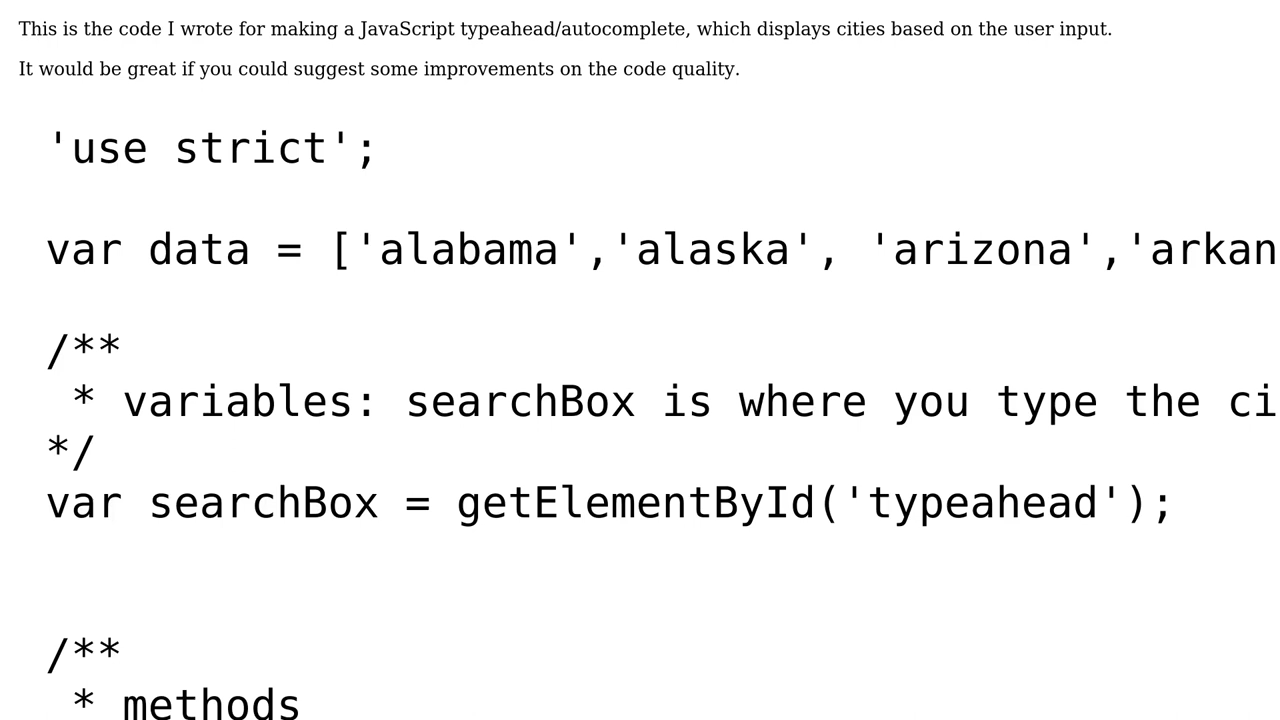 This is the code I wrote for making a JavaScript typeahead/autocomplete, which displays cities based on the user input.
It would be great if you could suggest some improvements on the code quality.
'use strict';
var data = ['alabama','alaska', 'arizona','arkan
/**
* variables: searchBox is where you type the ci
*/
var searchBox = getElementById('typeahead');
/**
* methods